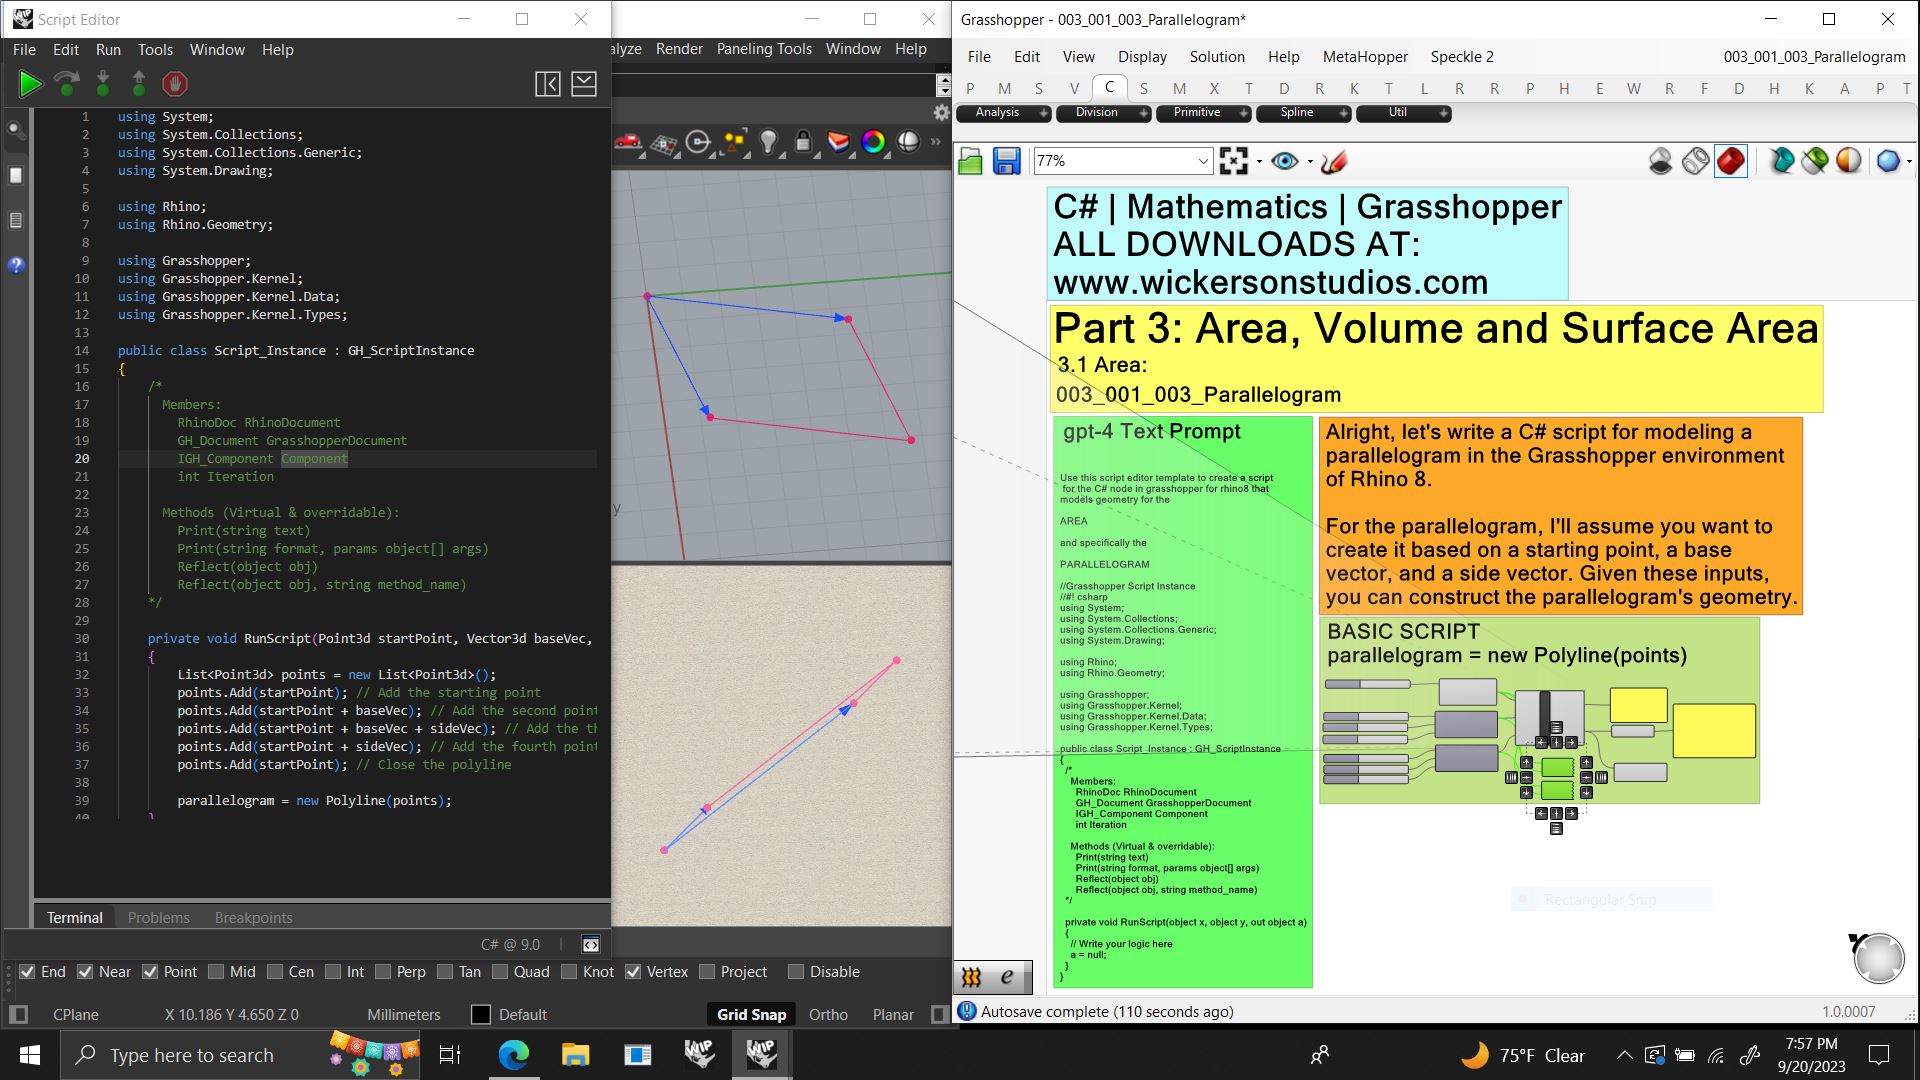 Script Editor
File Edit Run Tools Window Help
1 using System;
2 using System.Collections;
3 using System.Collections.Generic;
4 using System.Drawing;
5
6 using Rhino;
7 using Rhino.Geometry;
8
9 using Grasshopper;
10 using Grasshopper.Kernel;
11 using Grasshopper.Kernel.Data;
12 using Grasshopper.Kernel.Types;
13
14 public class Script_Instance : GH_ScriptInstance
15 {
16 /*
17 Members:
18 RhinoDoc RhinoDocument
19 GH_Document GrasshopperDocument
20 IGH_Component Component
21 int Iteration
22
23 Methods (Virtual & overridable):
24 Print(string text)
25 Print(string format, params object[] args)
26 Reflect(object obj)
27 Reflect(object obj, string method_name)
28 */
29
30 private void RunScript(Point3d startPoint, Vector3d baseVec,
31 {
32 List<Point3d> points = new List<Point3d>();
33 points.Add(startPoint); // Add the starting point
34 points.Add(startPoint + baseVec); // Add the second point
35 points.Add(startPoint + baseVec + sideVec); // Add the th
36 points.Add(startPoint + sideVec); // Add the fourth point
37 points.Add(startPoint); // Close the polyline
38
39 parallelogram = new Polyline(points);
40 }
Terminal Problems Breakpoints
C# @ 9.0
alyze Render Paneling Tools Window Help
y
End Near Point Mid Cen Int Perp Tan Quad Knot Vertex Project Disable
CPlane X 10.186 Y 4.650 Z 0 Millimeters Default Grid Snap Ortho Planar
Grasshopper - 003_001_003_Parallelogram*
File Edit View Display Solution Help MetaHopper Speckle 2 003_001_003_Parallelogram
P M S V C S M X T D R K T L R R P H E W R F D H K A P T
Analysis Division Primitive Spline Util
77%
C# | Mathematics | Grasshopper
ALL DOWNLOADS AT:
www.wickersonstudios.com
Part 3: Area, Volume and Surface Area
3.1 Area:
003_001_003_Parallelogram
gpt-4 Text Prompt
Use this script editor template to create a script
for the C# node in grasshopper for rhino8 that
models geometry for the
AREA
and specifically the
PARALLELOGRAM
//Grasshopper Script Instance
//#! csharp
using System;
using System.Collections;
using System.Collections.Generic;
using System.Drawing;
using Rhino;
using Rhino.Geometry;
using Grasshopper;
using Grasshopper.Kernel;
using Grasshopper.Kernel.Data;
using Grasshopper.Kernel.Types;
public class Script_Instance : GH_ScriptInstance
{
/*
Members:
RhinoDoc RhinoDocument
GH_Document GrasshopperDocument
IGH_Component Component
int Iteration
Methods (Virtual & overridable):
Print(string text)
Print(string format, params object[] args)
Reflect(object obj)
Reflect(object obj, string method_name)
*/
private void RunScript(object x, object y, out object a)
{
// Write your logic here
a = null;
}
}
Alright, let's write a C# script for modeling a
parallelogram in the Grasshopper environment
of Rhino 8.
For the parallelogram, I'll assume you want to
create it based on a starting point, a base
vector, and a side vector. Given these inputs,
you can construct the parallelogram's geometry.
BASIC SCRIPT
parallelogram = new Polyline(points)
Rectangular Snip
Autosave complete (110 seconds ago) 1.0.0007
Type here to search
WIP WIP
75°F Clear
7:57 PM
9/20/2023